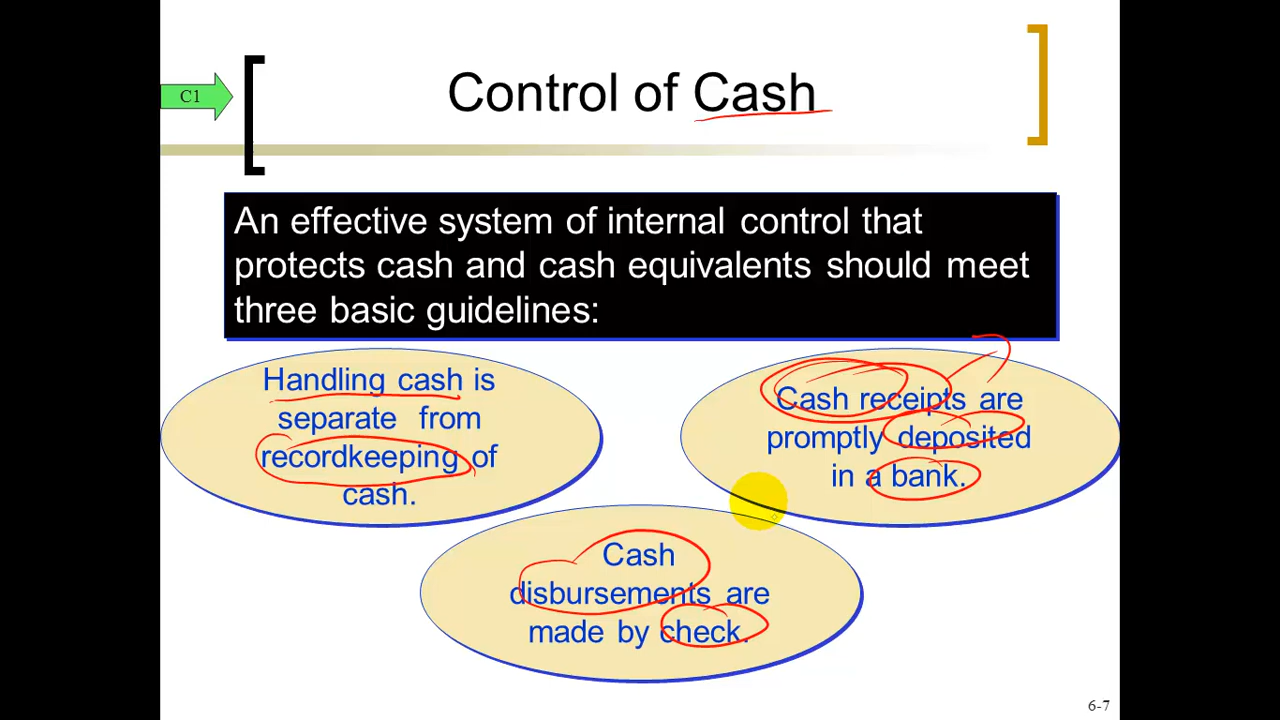 C1
Control of Cash
An effective system of internal control that
protects cash and cash equivalents should meet
three basic guidelines:
Handling cash is
separate from
recordkeeping of
cash.
Cash receipts are
promptly deposited
in a bank.
Cash
disbursements are
made by check.
6-7